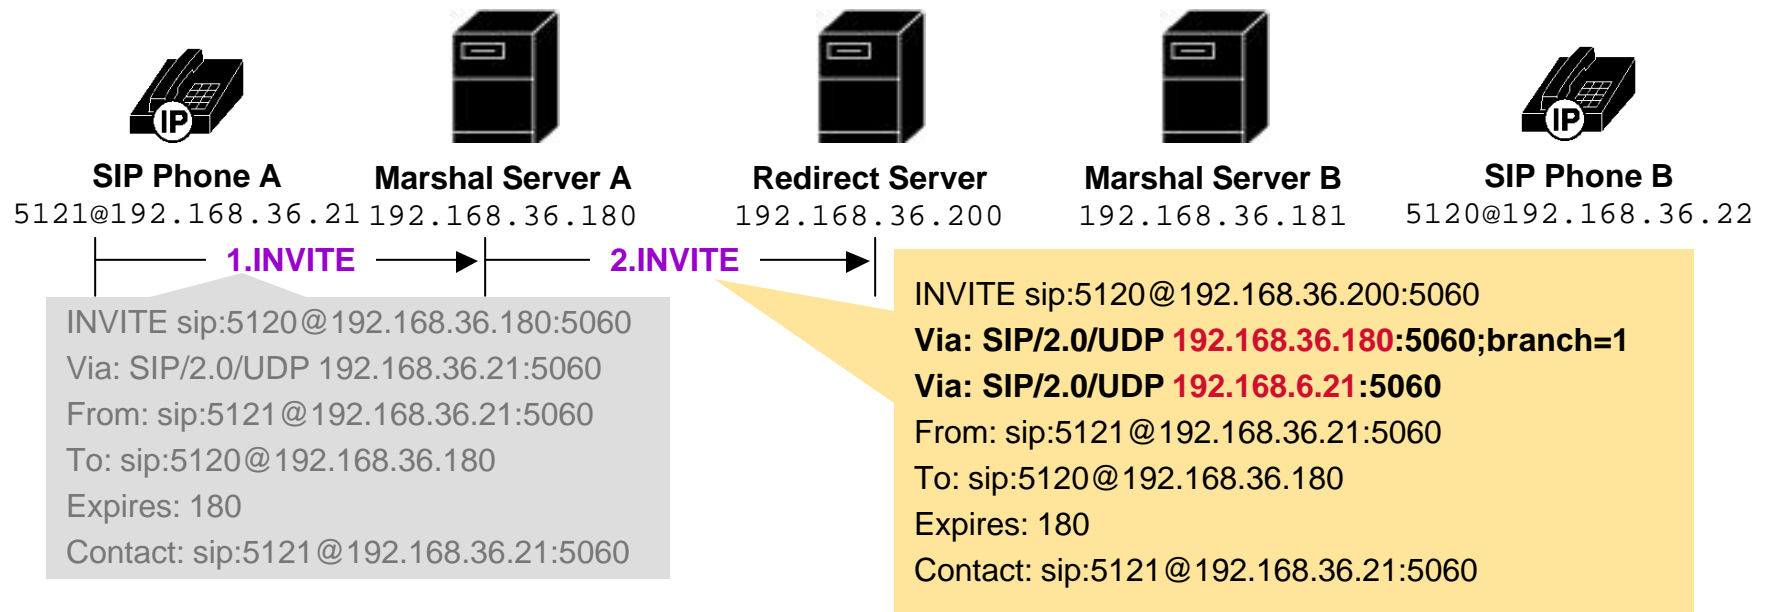 IP
IP
SIP Phone A
Marshal Server A
Redirect Server
Marshal Server B
SIP Phone B
5121@192.168.36.21
192.168.36.180
192.168.36.200
192.168.36.181
5120@192.168.36.22
1.INVITE
2.INVITE
INVITE sip:5120@192.168.36.180:5060
Via: SIP/2.0/UDP 192.168.36.21:5060
From: sip:5121@192.168.36.21:5060
To: sip:5120@192.168.36.180
Expires: 180
Contact: sip:5121@192.168.36.21:5060
INVITE sip:5120@192.168.36.200:5060
Via: SIP/2.0/UDP 192.168.36.180:5060;branch=1
Via: SIP/2.0/UDP 192.168.6.21:5060
From: sip:5121@192.168.36.21:5060
To: sip:5120@192.168.36.180
Expires: 180
Contact: sip:5121@192.168.36.21:5060